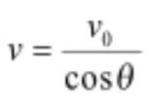 v = v₀ / cosθ